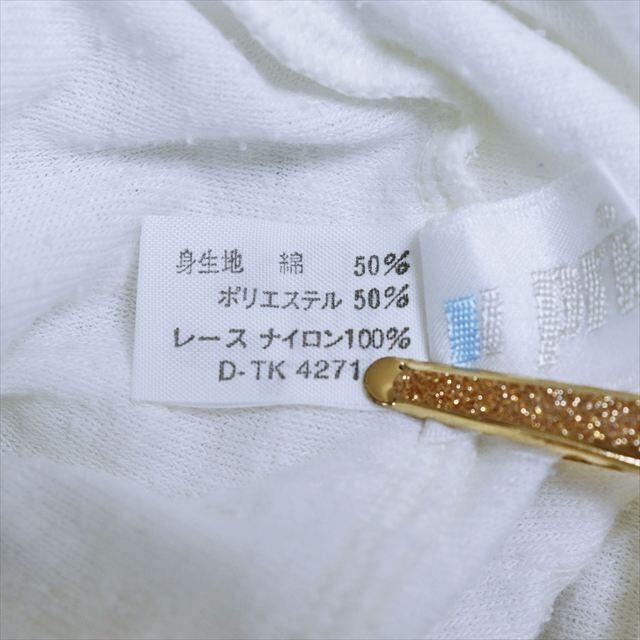 身生地 綿 50%
ポリエステル 50%
レース ナイロン100%
D-TK 4271